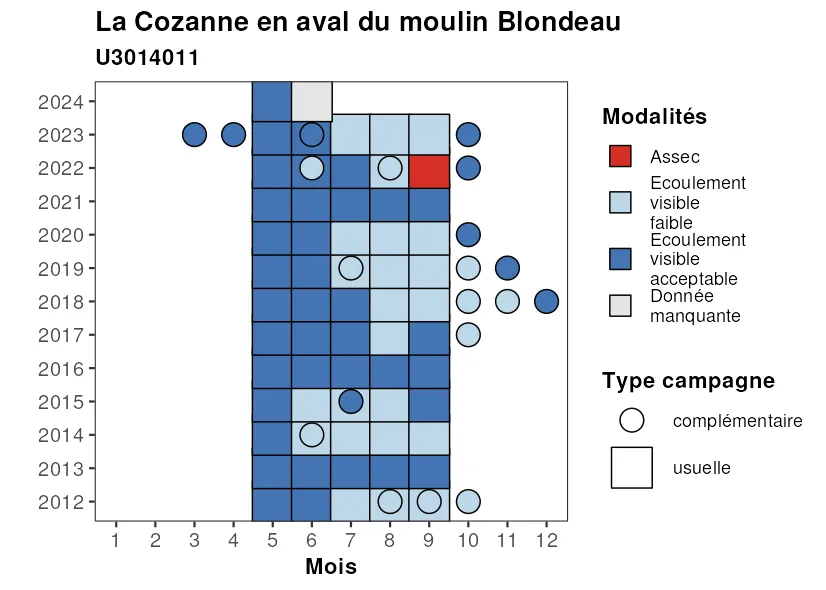 La Cozanne en aval du moulin Blondeau
U3014011
2024
2023
2022
2021
2020
2019
2018
2017
2016
2015
2014
2013
2012
1 2 3 4 5 6 7 8 9 10 11 12
Mois
Modalités
Assec
Ecoulement
visible
faible
Ecoulement
visible
acceptable
Donnée
manquante
Type campagne
complémentaire
usuelle